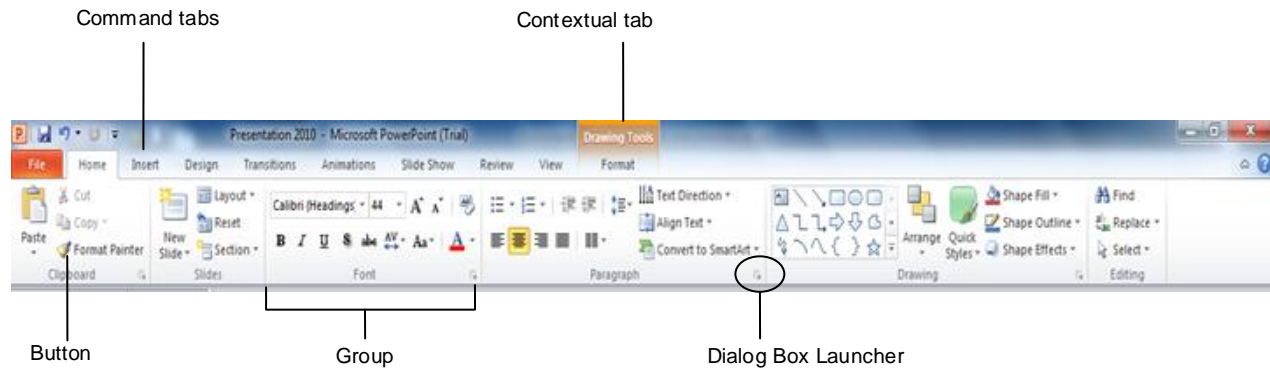 Command tabs
Contextual tab
Presentation 2010 - Microsoft PowerPoint (Trial)
Drawing Tools
File Home Insert Design Transitions Animations Slide Show Review View Format
Cut
Copy
Format Painter
Paste
Clipboard
New
Slide
Layout
Reset
Section
Slides
Calibri (Headings 44 A A
B I U S abc AV Aa A
Font
Text Direction
Align Text
Convert to SmartArt
Paragraph
Arrange
Quick
Styles
Shape Fill
Shape Outline
Shape Effects
Drawing
Find
Replace
Select
Editing
Button
Group
Dialog Box Launcher